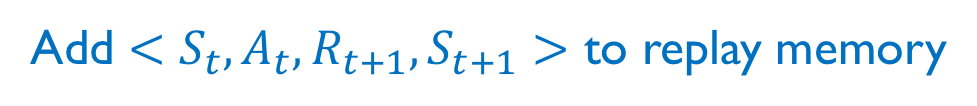 Add < S_t, A_t, R_{t+1}, S_{t+1} > to replay memory